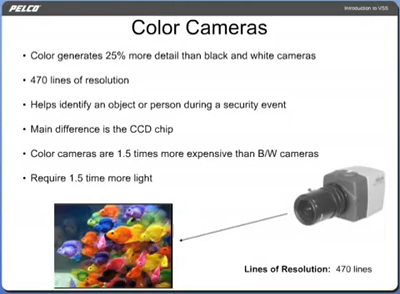 PELCO
Introduction to VSS
Color Cameras
• Color generates 25% more detail than black and white cameras
• 470 lines of resolution
• Helps identify an object or person during a security event
• Main difference is the CCD chip
• Color cameras are 1.5 times more expensive than B/W cameras
• Require 1.5 time more light
Lines of Resolution: 470 lines